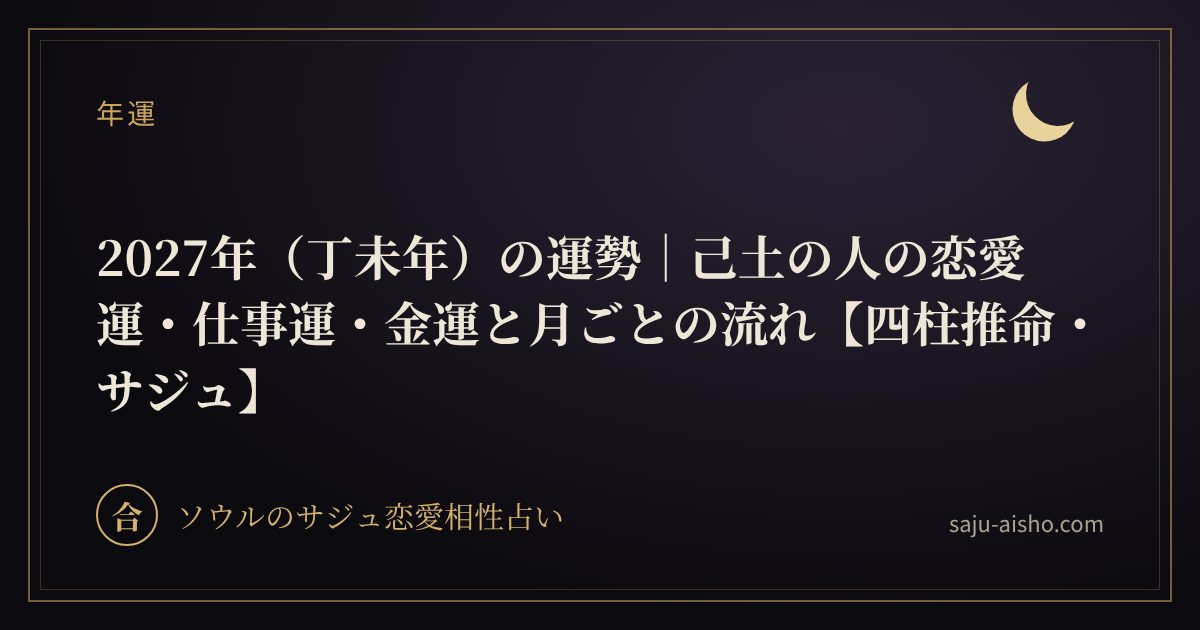 年運
2027年（丁未年）の運勢｜己土の人の恋愛
運・仕事運・金運と月ごとの流れ【四柱推命・
サジュ】
合 ソウルのサジュ恋愛相性占い
saju-aisho.com